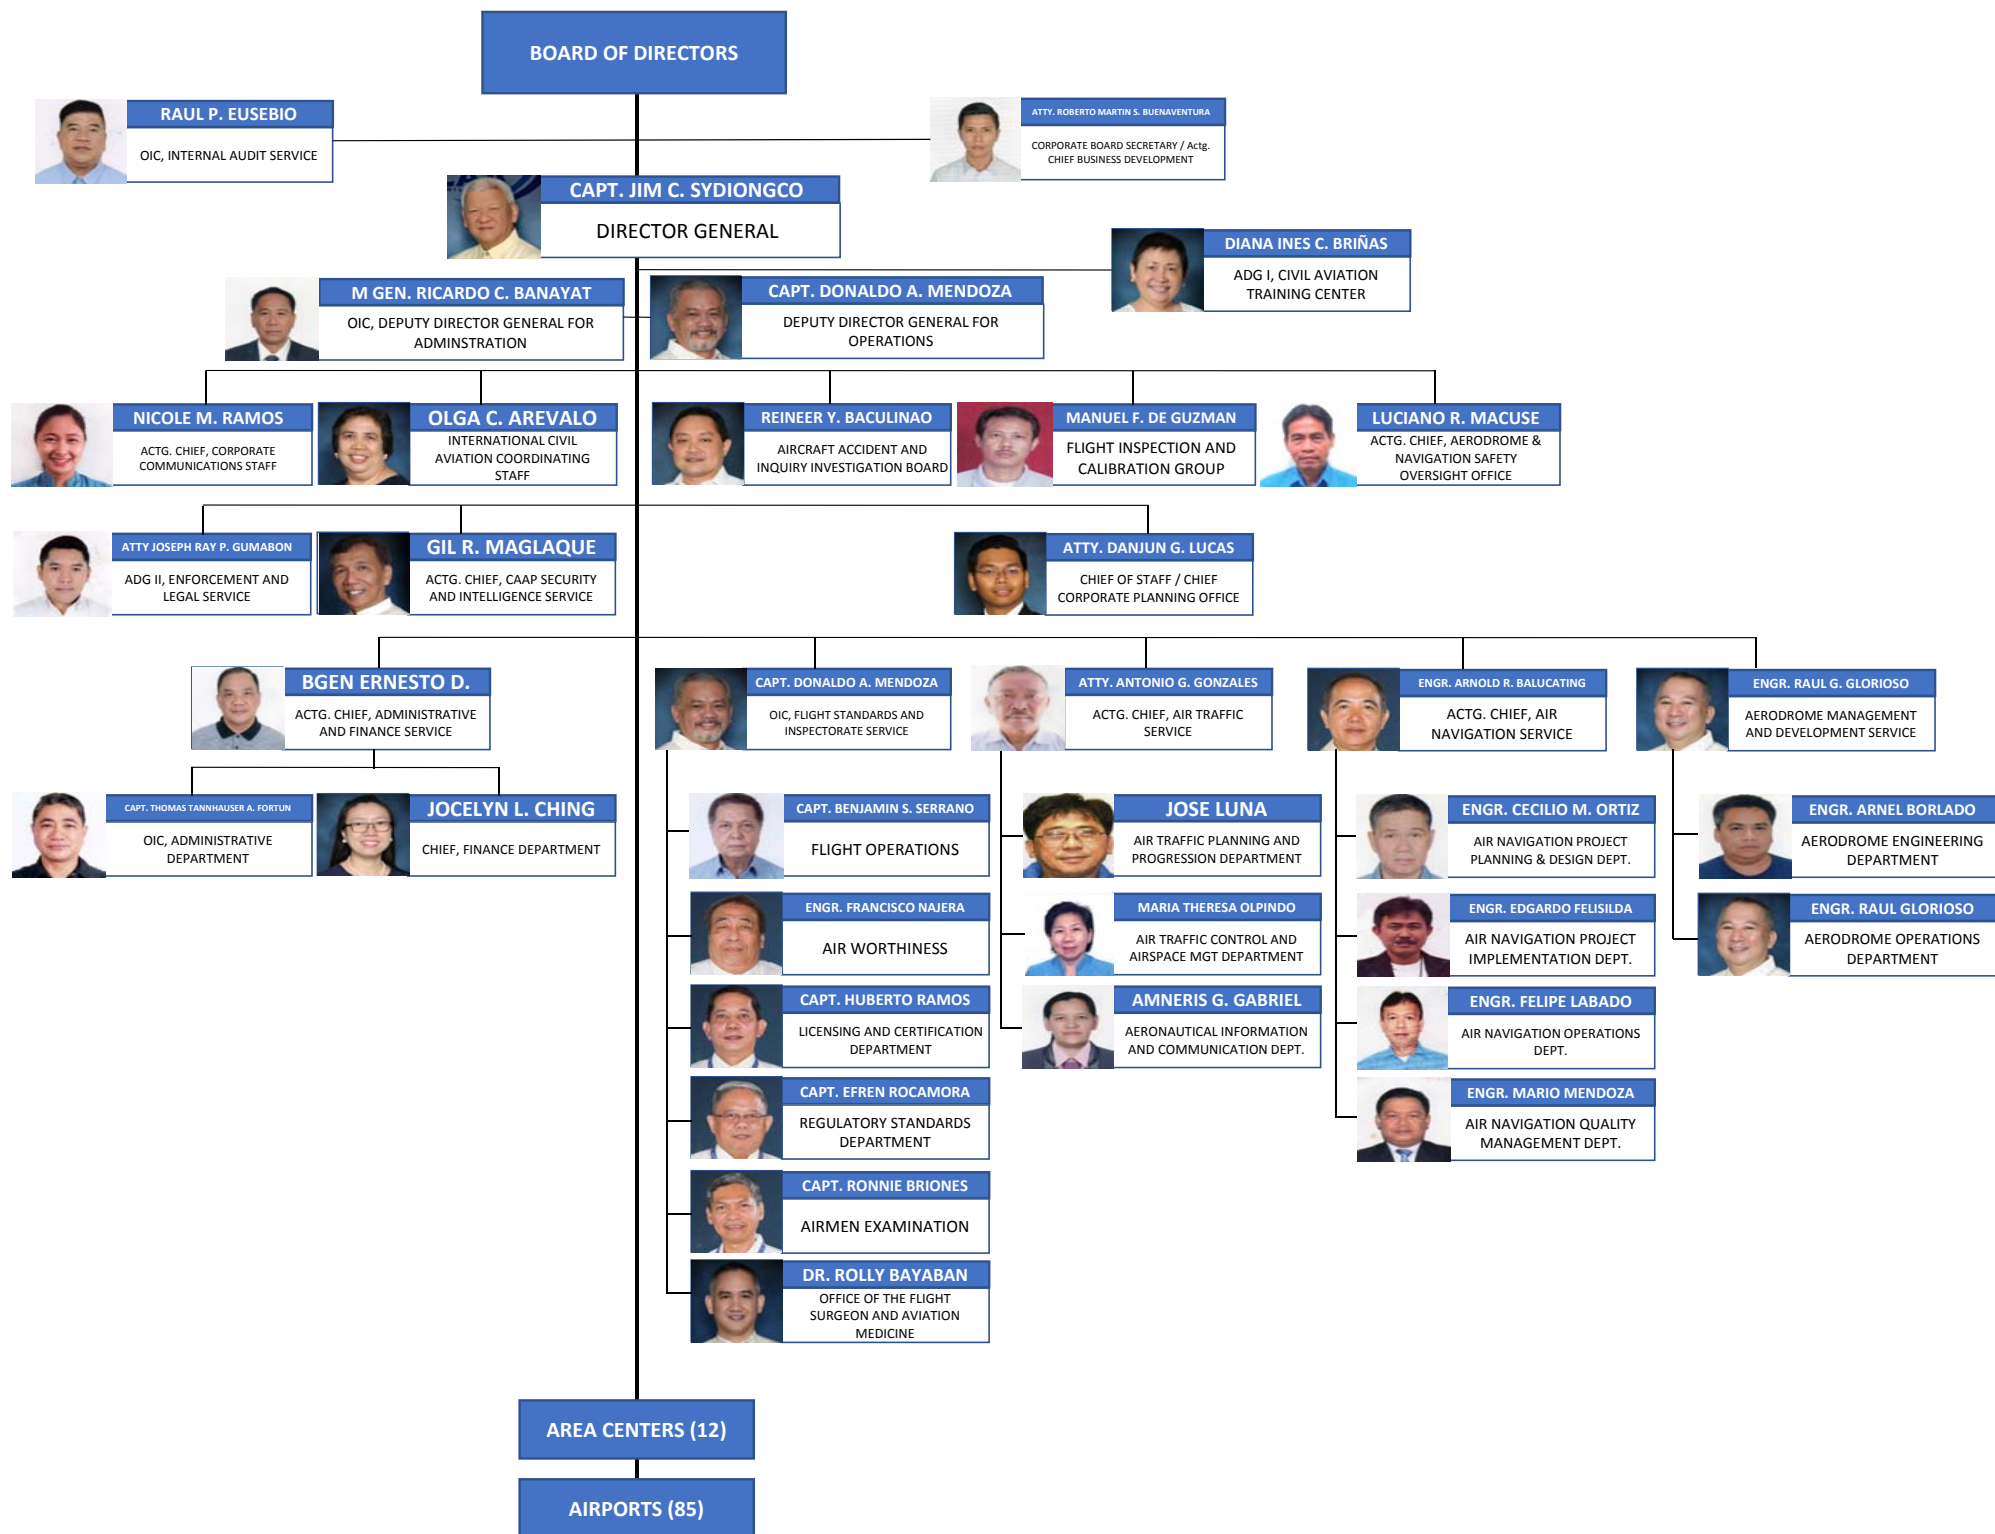 BOARD OF DIRECTORS
RAUL P. EUSEBIO
OIC, INTERNAL AUDIT SERVICE
ATTY. ROBERTO MARTIN S. BUENAVENTURA
CORPORATE BOARD SECRETARY / Actg.
CHIEF BUSINESS DEVELOPMENT
CAPT. JIM C. SYDIONGCO
DIRECTOR GENERAL
DIANA INES C. BRIÑAS
ADG I, CIVIL AVIATION
TRAINING CENTER
M GEN. RICARDO C. BANAYAT
OIC, DEPUTY DIRECTOR GENERAL FOR
ADMINSTRATION
CAPT. DONALDO A. MENDOZA
DEPUTY DIRECTOR GENERAL FOR
OPERATIONS
NICOLE M. RAMOS
ACTG. CHIEF, CORPORATE
COMMUNICATIONS STAFF
OLGA C. AREVALO
INTERNATIONAL CIVIL
AVIATION COORDINATING
STAFF
REINEER Y. BACULINAO
AIRCRAFT ACCIDENT AND
INQUIRY INVESTIGATION BOARD
MANUEL F. DE GUZMAN
FLIGHT INSPECTION AND
CALIBRATION GROUP
LUCIANO R. MACUSE
ACTG. CHIEF, AERODROME &
NAVIGATION SAFETY
OVERSIGHT OFFICE
ATTY JOSEPH RAY P. GUMABON
ADG II, ENFORCEMENT AND
LEGAL SERVICE
GIL R. MAGLAQUE
ACTG. CHIEF, CAAP SECURITY
AND INTELLIGENCE SERVICE
ATTY. DANJUN G. LUCAS
CHIEF OF STAFF / CHIEF
CORPORATE PLANNING OFFICE
BGEN ERNESTO D.
ACTG. CHIEF, ADMINISTRATIVE
AND FINANCE SERVICE
CAPT. DONALDO A. MENDOZA
OIC, FLIGHT STANDARDS AND
INSPECTORATE SERVICE
ATTY. ANTONIO G. GONZALES
ACTG. CHIEF, AIR TRAFFIC
SERVICE
ENGR. ARNOLD R. BALUCATING
ACTG. CHIEF, AIR
NAVIGATION SERVICE
ENGR. RAUL G. GLORIOSO
AERODROME MANAGEMENT
AND DEVELOPMENT SERVICE
CAPT. THOMAS TANNHAUSER A. FORTUN
OIC, ADMINISTRATIVE
DEPARTMENT
JOCELYN L. CHING
CHIEF, FINANCE DEPARTMENT
CAPT. BENJAMIN S. SERRANO
FLIGHT OPERATIONS
ENGR. FRANCISCO NAJERA
AIR WORTHINESS
CAPT. HUBERTO RAMOS
LICENSING AND CERTIFICATION
DEPARTMENT
CAPT. EFREN ROCAMORA
REGULATORY STANDARDS
DEPARTMENT
CAPT. RONNIE BRIONES
AIRMEN EXAMINATION
DR. ROLLY BAYABAN
OFFICE OF THE FLIGHT
SURGEON AND AVIATION
MEDICINE
JOSE LUNA
AIR TRAFFIC PLANNING AND
PROGRESSION DEPARTMENT
MARIA THERESA OLPINDO
AIR TRAFFIC CONTROL AND
AIRSPACE MGT DEPARTMENT
AMNERIS G. GABRIEL
AERONAUTICAL INFORMATION
AND COMMUNICATION DEPT.
ENGR. CECILIO M. ORTIZ
AIR NAVIGATION PROJECT
PLANNING & DESIGN DEPT.
ENGR. EDGARDO FELISILDA
AIR NAVIGATION PROJECT
IMPLEMENTATION DEPT.
ENGR. FELIPE LABADO
AIR NAVIGATION OPERATIONS
DEPT.
ENGR. MARIO MENDOZA
AIR NAVIGATION QUALITY
MANAGEMENT DEPT.
ENGR. ARNEL BORLADO
AERODROME ENGINEERING
DEPARTMENT
ENGR. RAUL GLORIOSO
AERODROME OPERATIONS
DEPARTMENT
AREA CENTERS (12)
AIRPORTS (85)